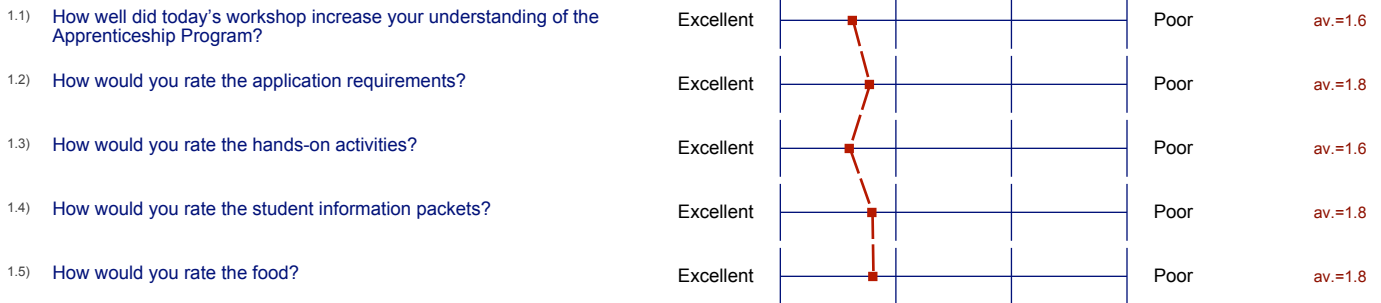 1.1) How well did today's workshop increase your understanding of the Excellent Poor av.=1.6
Apprenticeship Program?
1.2) How would you rate the application requirements? Excellent Poor av.=1.8
1.3) How would you rate the hands-on activities? Excellent Poor av.=1.6
1.4) How would you rate the student information packets? Excellent Poor av.=1.8
1.5) How would you rate the food? Excellent Poor av.=1.8